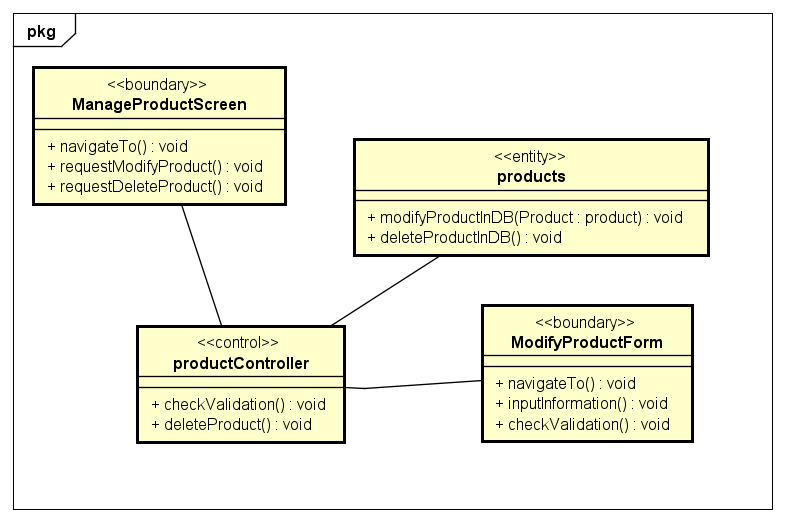 pkg
<<boundary>>
ManageProductScreen
+ navigateTo() : void
+ requestModifyProduct() : void
+ requestDeleteProduct() : void
<<entity>>
products
+ modifyProductInDB(Product : product) : void
+ deleteProductInDB() : void
<<control>>
productController
+ checkValidation() : void
+ deleteProduct() : void
<<boundary>>
ModifyProductForm
+ navigateTo() : void
+ inputInformation() : void
+ checkValidation() : void